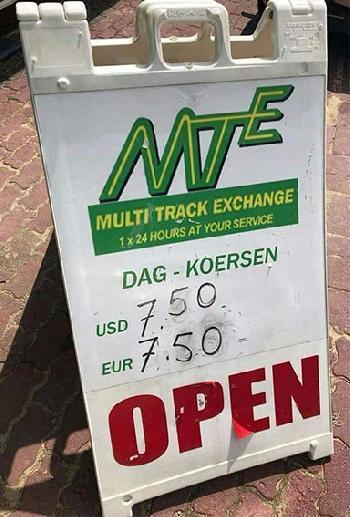 MTE
MULTI TRACK EXCHANGE
1 x 24 HOURS AT YOUR SERVICE
DAG - KOERSEN
USD 7.50
EUR 7.50
OPEN